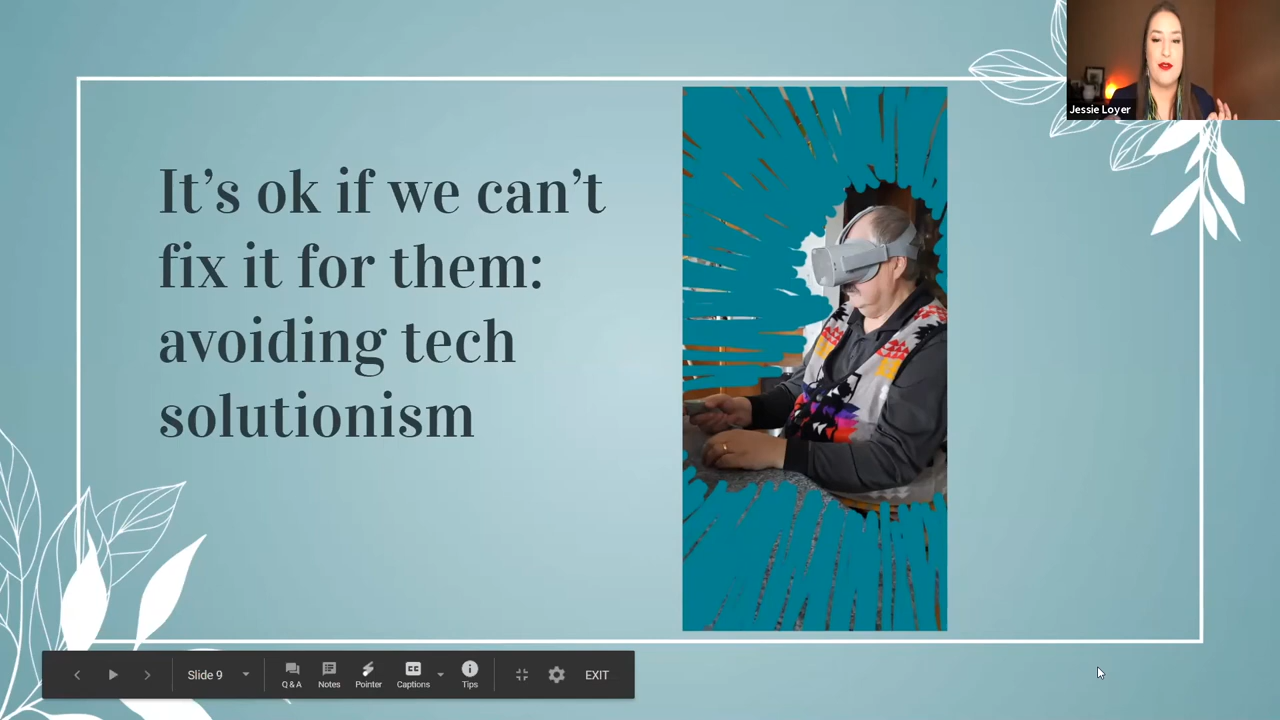 Jessie Loyer
It’s ok if we can’t
fix it for them:
avoiding tech
solutionism
Slide 9
Q & A
Notes
Pointer
Captions
Tips
EXIT
CC